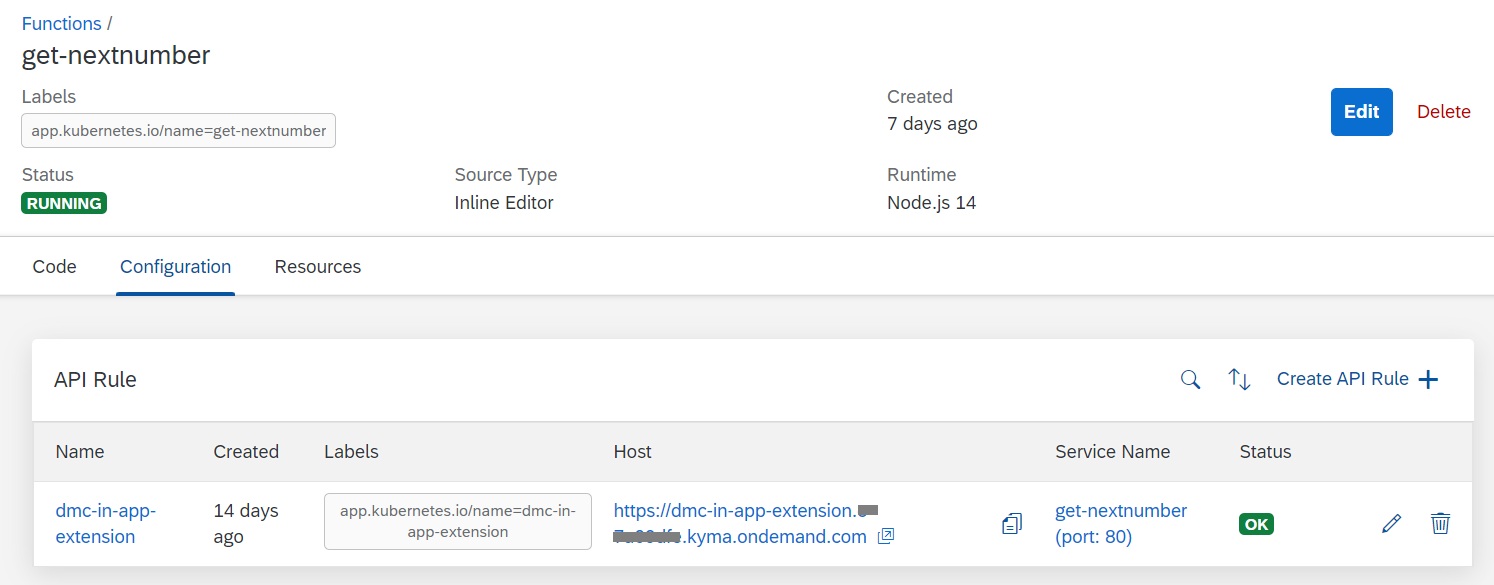 Functions /
get-nextnumber
Labels
Created
app.kubernetes.io/name=get-nextnumber
7 days ago
Edit
Delete
Status
Source Type
Runtime
RUNNING
Inline Editor
Node.js 14
Code
Configuration
Resources
API Rule
Create API Rule
Name
Created
Labels
Host
Service Name
Status
dmc-in-app-
extension
14 days
ago
app.kubernetes.io/name=dmc-in-
app-extension
https://dmc-in-app-extension.
.kyma.ondemand.com
get-nextnumber
(port: 80)
OK